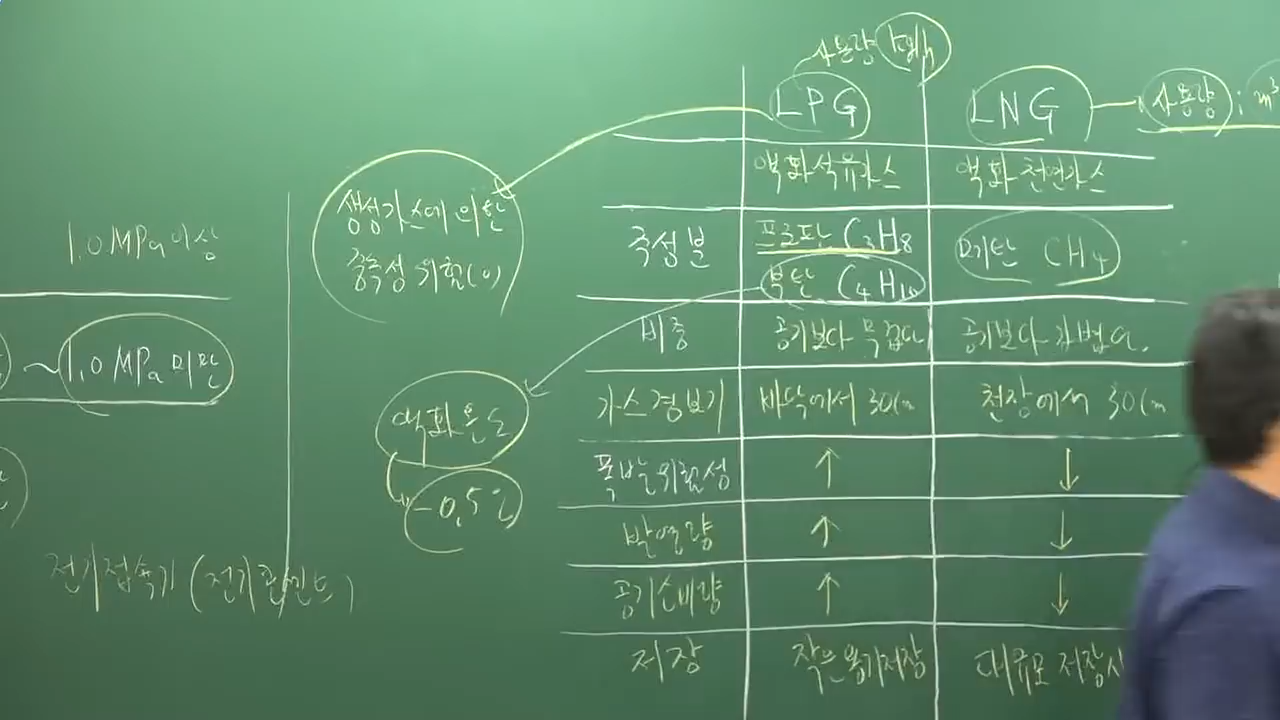 1.0 MPa 이상
~ 1.0 MPa 미만
전기접속기 (전기콘센트)
생성가스에 의한
중독성 위험(0)
액화온도
-0.5℃
사용량 kg/h
LPG LNG 사용량 : m³
액화석유가스 액화천연가스
주성분 프로판 C₃H₈ 메탄 CH₄
부탄 C₄H₁₀
비중 공기보다 무겁다 공기보다 가볍다.
가스경보기 바닥에서 30cm 천장에서 30cm
폭발위험성 ↑ ↓
발열량 ↑ ↓
공기소비량 ↑ ↓
저장 작은용기저장 대규모 저장시